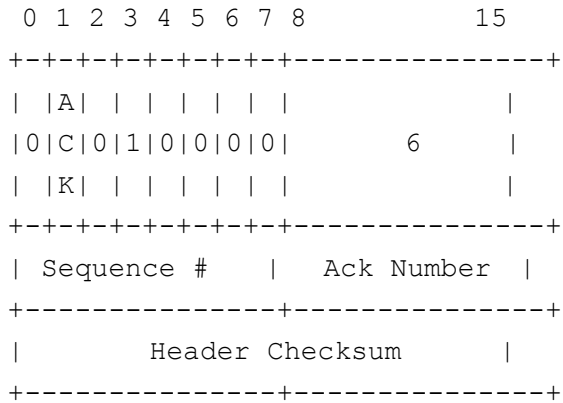 0 1 2 3 4 5 6 7 8 15
+-+-+-+-+-+-+-+-+---------------+
| |A| | | | | | | |
|0|C|0|1|0|0|0|0| 6 |
| |K| | | | | | | |
+-+-+-+-+-+-+-+-+---------------+
| Sequence # | Ack Number |
+---------------+---------------+
| Header Checksum |
+---------------+---------------+